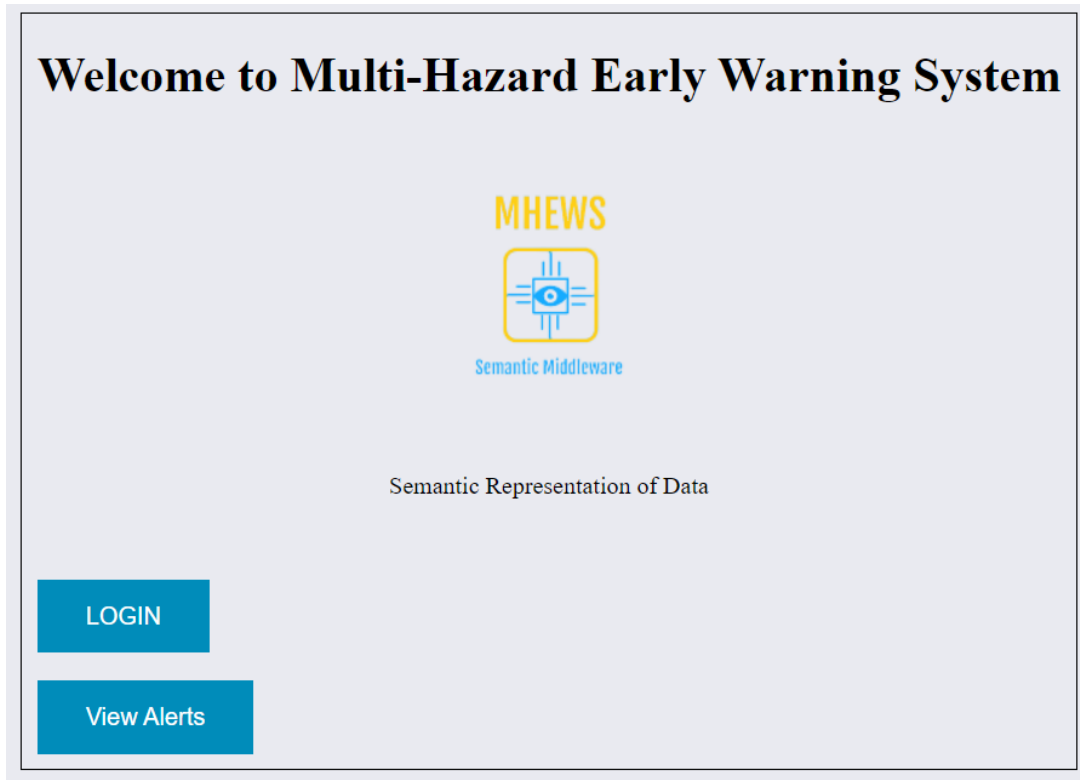 Welcome to Multi-Hazard Early Warning System
MHEWS
Semantic Middleware
Semantic Representation of Data
LOGIN
View Alerts